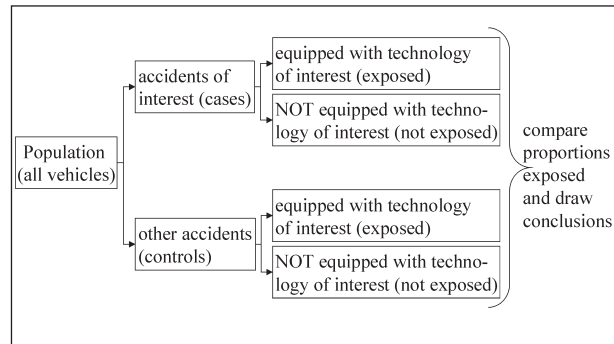 Population
(all vehicles)
accidents of
interest (cases)
equipped with technology
of interest (exposed)
NOT equipped with techno-
logy of interest (not exposed)
other accidents
(controls)
equipped with technology
of interest (exposed)
NOT equipped with techno-
logy of interest (not exposed)
compare
proportions
exposed
and draw
conclusions